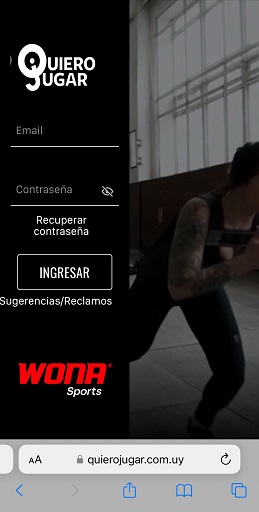 QUIERO
JUGAR
Email
Contraseña
Recuperar
contraseña
INGRESAR
Sugerencias/Reclamos
WONA
Sports
AA
quierojugar.com.uy